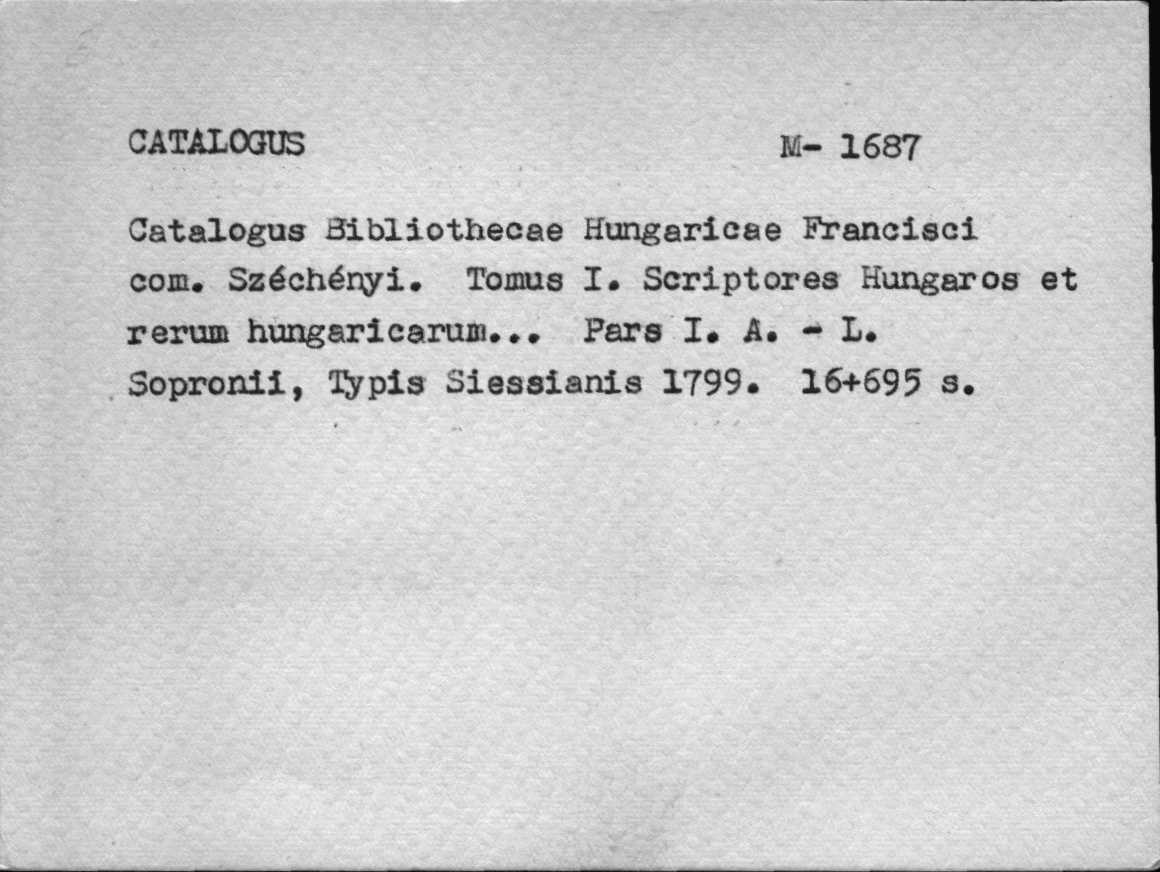 CATALOGUS M- 1687
Catalogus Bibliothecae Hungaricae Francisci
com. Széchényi. Tomus I. Scriptores Hungaros et
rerum hungaricarum... Pars I. A. - L.
Sopronii, Typis Siessianis 1799. 16+695 s.